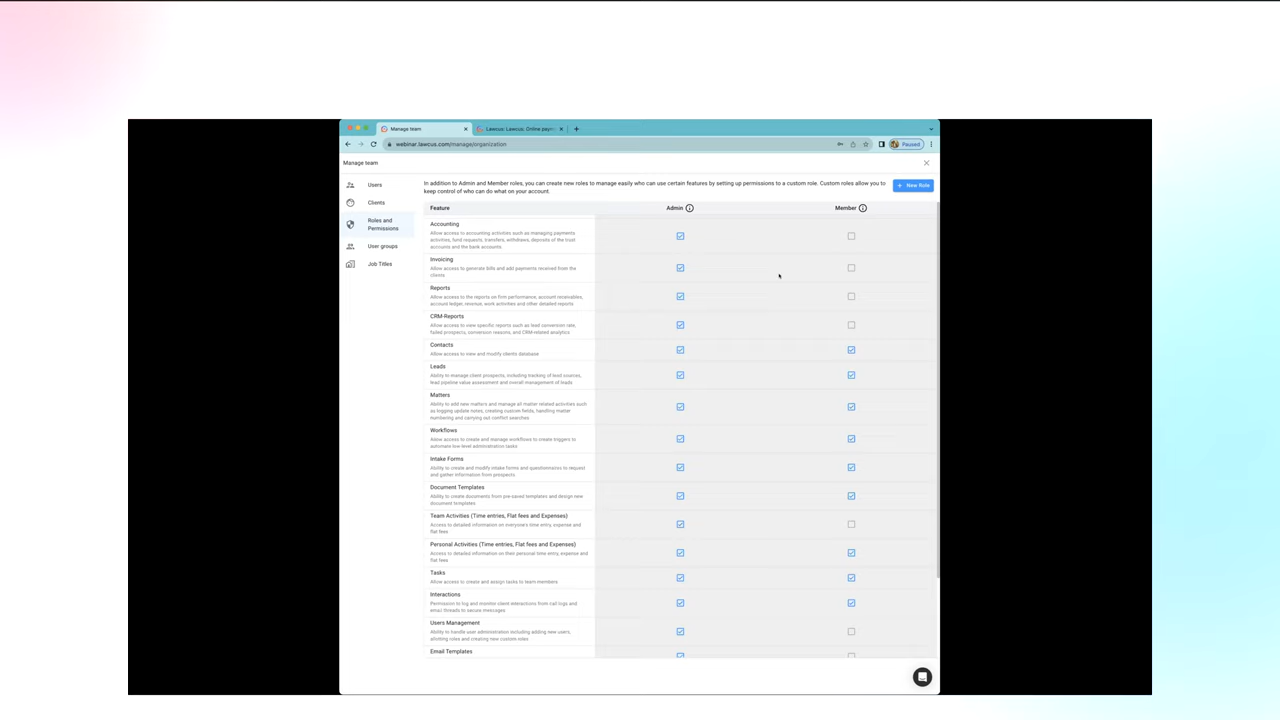 Manage team
Lawcus: Lawcus: Online paym
webinar.lawcus.com/manage/organization
Paused
Manage team
Users
Clients
Roles and
Permissions
User groups
Job Titles
In addition to Admin and Member roles, you can create new roles to manage easily who can use certain features by setting up permissions to a custom role. Custom roles allow you to
keep control of who can do what on your account.
+ New Role
Feature Admin Member
Accounting
Allow access to accounting activities such as managing payments
activities, fund requests, transfers, withdraws, deposits of the trust
accounts and the bank accounts.
Invoicing
Allow access to generate bills and add payments received from the
clients
Reports
Allow access to the reports on firm performance, account receivables,
account ledger, revenue, work activities and other detailed reports
CRM-Reports
Allow access to view specific reports such as lead conversion rate,
failed prospects, conversion reasons, and CRM-related analytics
Contacts
Allow access to view and modify clients database
Leads
Ability to manage client prospects, including tracking of lead sources,
lead pipeline value assessment and overall management of leads
Matters
Ability to add new matters and manage all matter related activities such
as logging update notes, creating custom fields, handling matter
numbering and carrying out conflict searches
Workflows
Allow access to create and manage workflows to create triggers to
automate low-level administration tasks
Intake Forms
Ability to create and modify intake forms and questionnaire to request
and gather information from prospects
Document Templates
Ability to create documents from pre-saved templates and design new
document templates
Team Activities (Time entries, Flat fees and Expenses)
Access to detailed information on everyone's time entry, expense and
flat fees
Personal Activities (Time entries, Flat fees and Expenses)
Access to detailed information on their personal time entry, expense and
flat fees
Tasks
Allow access to create and assign tasks to team members
Interactions
Permission to log and monitor client interactions from call logs and
email threads to secure messages
Users Management
Ability to handle user administration including adding new users,
allotting roles and creating new custom roles
Email Templates